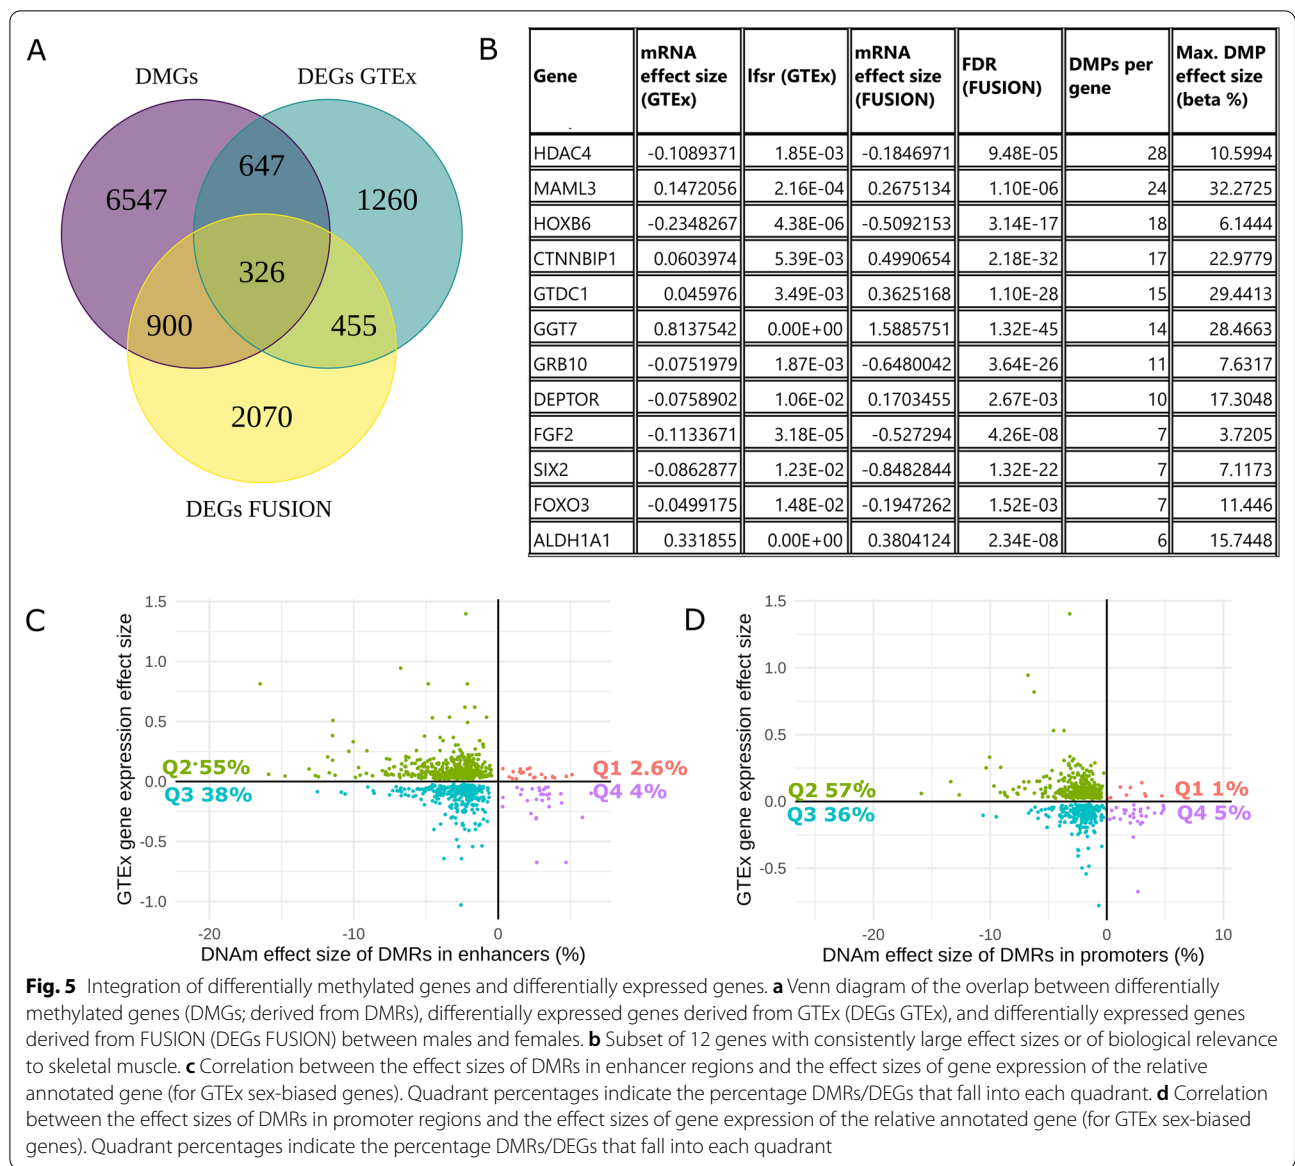 A
DMGs
DEGs GTEx
647
6547
1260
326
900
455
2070
DEGs FUSION
B
Gene mRNA effect size (GTEx) lfsr (GTEx) mRNA effect size (FUSION) FDR (FUSION) DMPs per gene Max. DMP effect size (beta %)
HDAC4 -0.1089371 1.85E-03 -0.1846971 9.48E-05 28 10.5994
MAML3 0.1472056 2.16E-04 0.2675134 1.10E-06 24 32.2725
HOXB6 -0.2348267 4.38E-06 -0.5092153 3.14E-17 18 6.1444
CTNNBIP1 0.0603974 5.39E-03 0.4990654 2.18E-32 17 22.9779
GTDC1 0.045976 3.49E-03 0.3625168 1.10E-28 15 29.4413
GGT7 0.8137542 0.00E+00 1.5885751 1.32E-45 14 28.4663
GRB10 -0.0751979 1.87E-03 -0.6480042 3.64E-26 11 7.6317
DEPTOR -0.0758902 1.06E-02 0.1703455 2.67E-03 10 17.3048
FGF2 -0.1133671 3.18E-05 -0.527294 4.26E-08 7 3.7205
SIX2 -0.0862877 1.23E-02 -0.8482844 1.32E-22 7 7.1173
FOXO3 -0.0499175 1.48E-02 -0.1947262 1.52E-03 7 11.446
ALDH1A1 0.331855 0.00E+00 0.3804124 2.34E-08 6 15.7448
C
GTEx gene expression effect size
1.5
1.0
0.5
0.0
-0.5
-1.0
Q2 55%
Q1 2.6%
Q3 38%
Q4 4%
-20 -10 0
DNAm effect size of DMRs in enhancers (%)
D
GTEx gene expression effect size
1.5
1.0
0.5
0.0
-0.5
Q2 57%
Q1 1%
Q3 36%
Q4 5%
-20 -10 0 10
DNAm effect size of DMRs in promoters (%)
Fig. 5 Integration of differentially methylated genes and differentially expressed genes. a Venn diagram of the overlap between differentially
methylated genes (DMGs; derived from DMRs), differentially expressed genes derived from GTEx (DEGs GTEx), and differentially expressed genes
derived from FUSION (DEGs FUSION) between males and females. b Subset of 12 genes with consistently large effect sizes or of biological relevance
to skeletal muscle. c Correlation between the effect sizes of DMRs in enhancer regions and the effect sizes of gene expression of the relative
annotated gene (for GTEx sex-biased genes). Quadrant percentages indicate the percentage DMRs/DEGs that fall into each quadrant. d Correlation
between the effect sizes of DMRs in promoter regions and the effect sizes of gene expression of the relative annotated gene (for GTEx sex-biased
genes). Quadrant percentages indicate the percentage DMRs/DEGs that fall into each quadrant